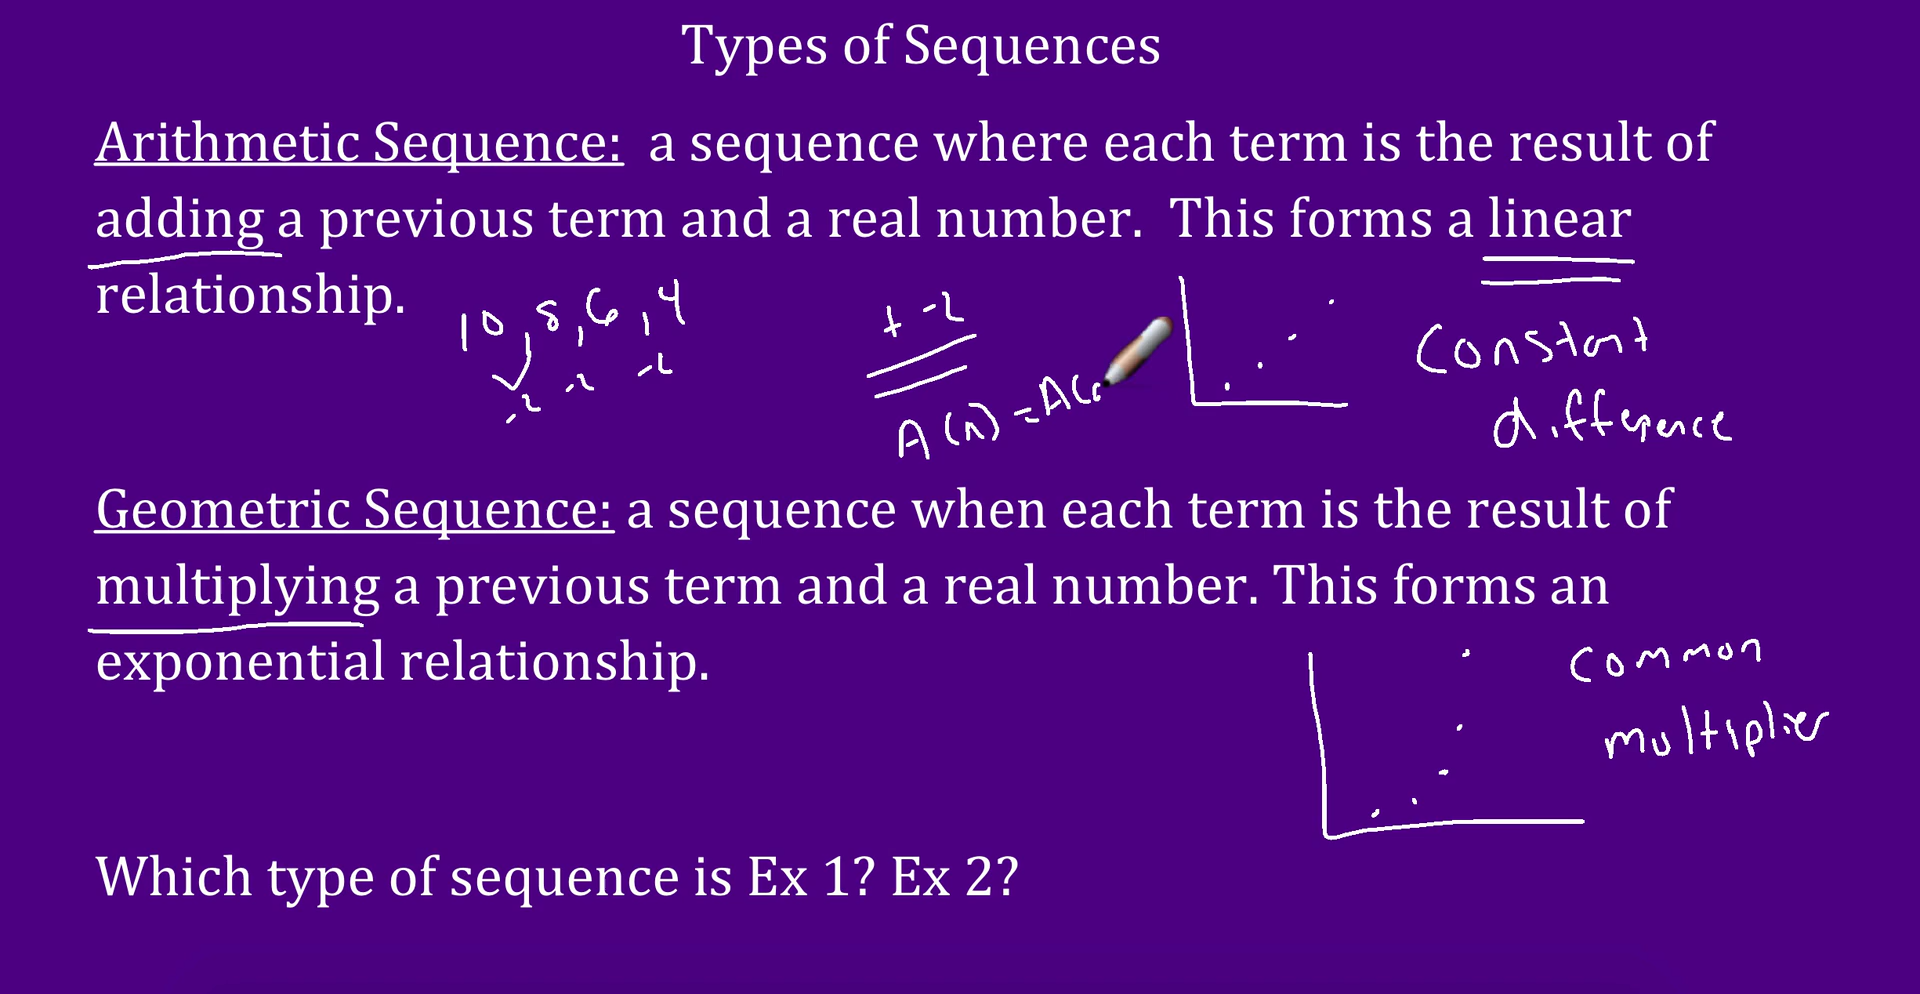 Types of Sequences
Arithmetic Sequence: a sequence where each term is the result of
adding a previous term and a real number. This forms a linear
relationship.
10, 8, 6, 4
-2 -2 -2
+ -2
A(n) = A(
Constant
difference
Geometric Sequence: a sequence when each term is the result of
multiplying a previous term and a real number. This forms an
exponential relationship.
common
multiplier
Which type of sequence is Ex 1? Ex 2?